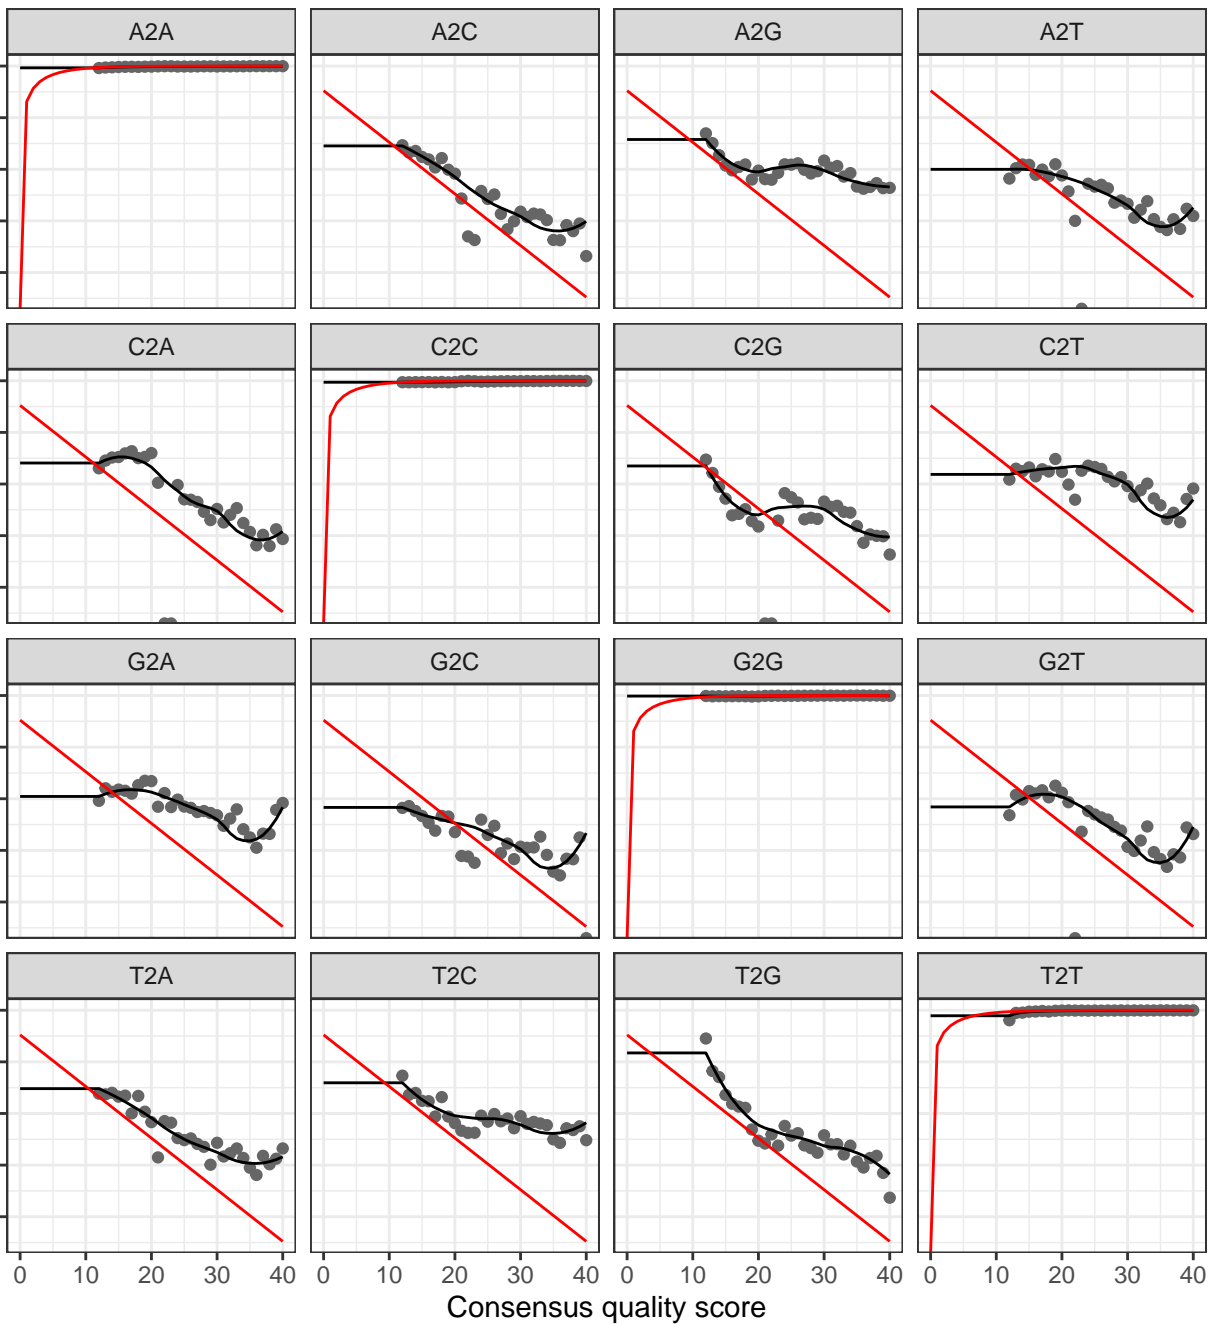 A2A A2C A2G A2T
C2A C2C C2G C2T
G2A G2C G2G G2T
T2A T2C T2G T2T
0 10 20 30 40 0 10 20 30 40 0 10 20 30 40 0 10 20 30 40
Consensus quality score